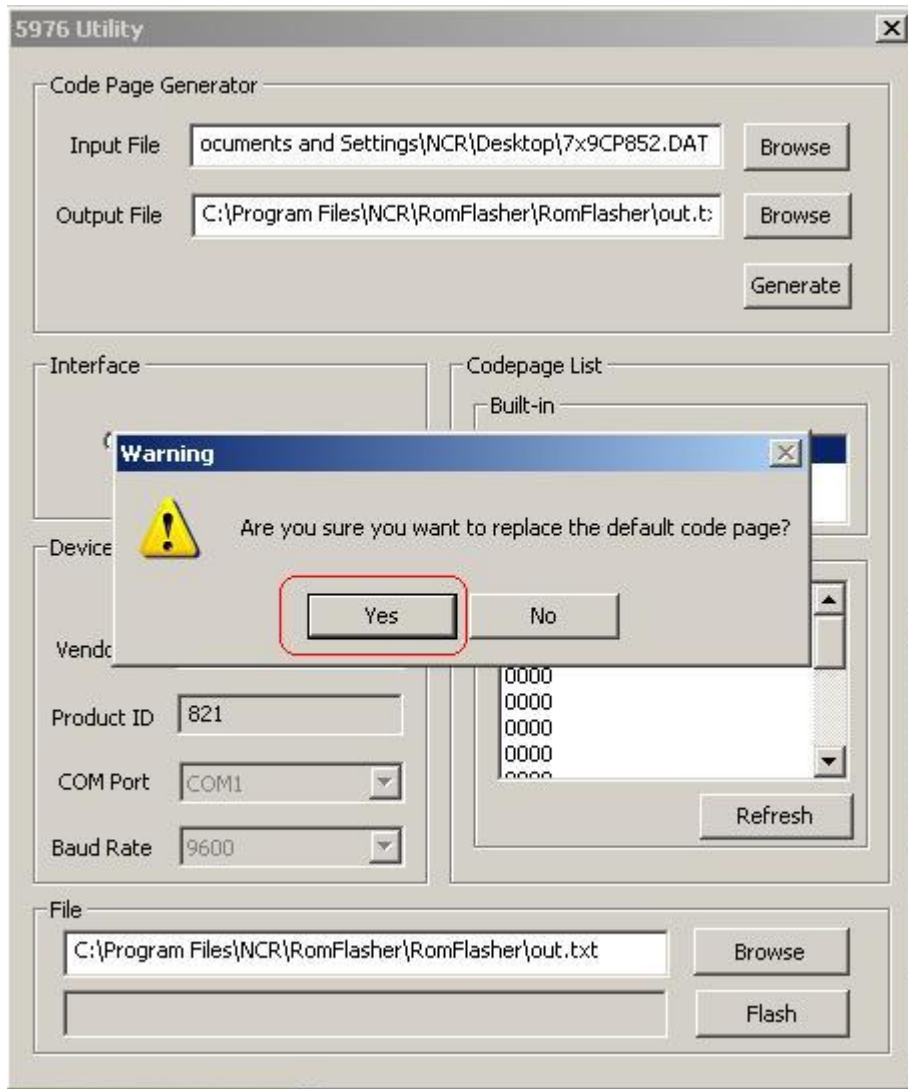 5976 Utility
Code Page Generator
Input File
ocuments and Settings\NCR\Desktop\7x9CP852.DAT
Browse
Output File
C:\Program Files\NCR\RomFlasher\RomFlasher\out.t
Browse
Generate
Interface
Codepage List
Built-in
Warning
Are you sure you want to replace the default code page?
Yes
No
Device
Vendo
0000
0000
0000
0000
0000
Product ID
821
COM Port
COM1
Baud Rate
9600
Refresh
File
C:\Program Files\NCR\RomFlasher\RomFlasher\out.txt
Browse
Flash